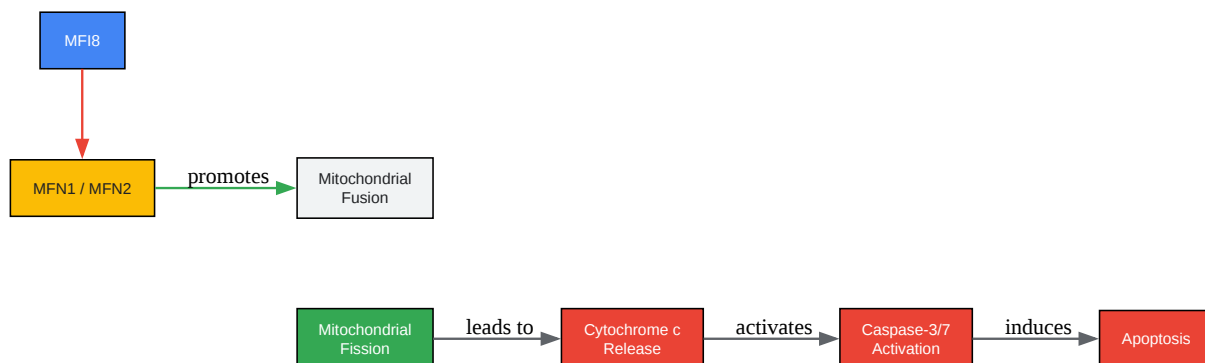 MFI8
MFN1 / MFN2
promotes
Mitochondrial
Fusion
Mitochondrial
Fission
leads to
Cytochrome c
Release
activates
Caspase-3/7
Activation
induces
Apoptosis